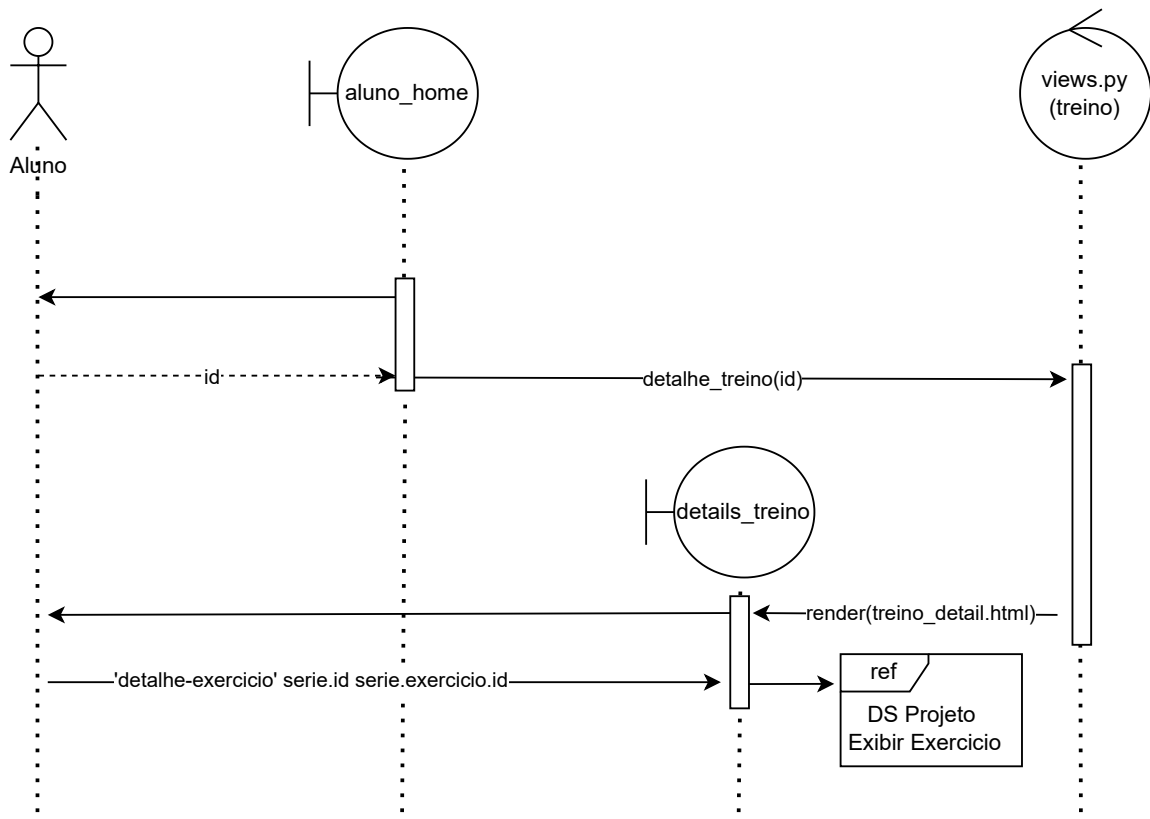 aluno_home
views.py
(treino)
Aluno
id
detalhe_treino(id)
details_treino
render(treino_detail.html)
'detalhe-exercicio' serie.id serie.exercicio.id
ref
DS Projeto
Exibir Exercicio